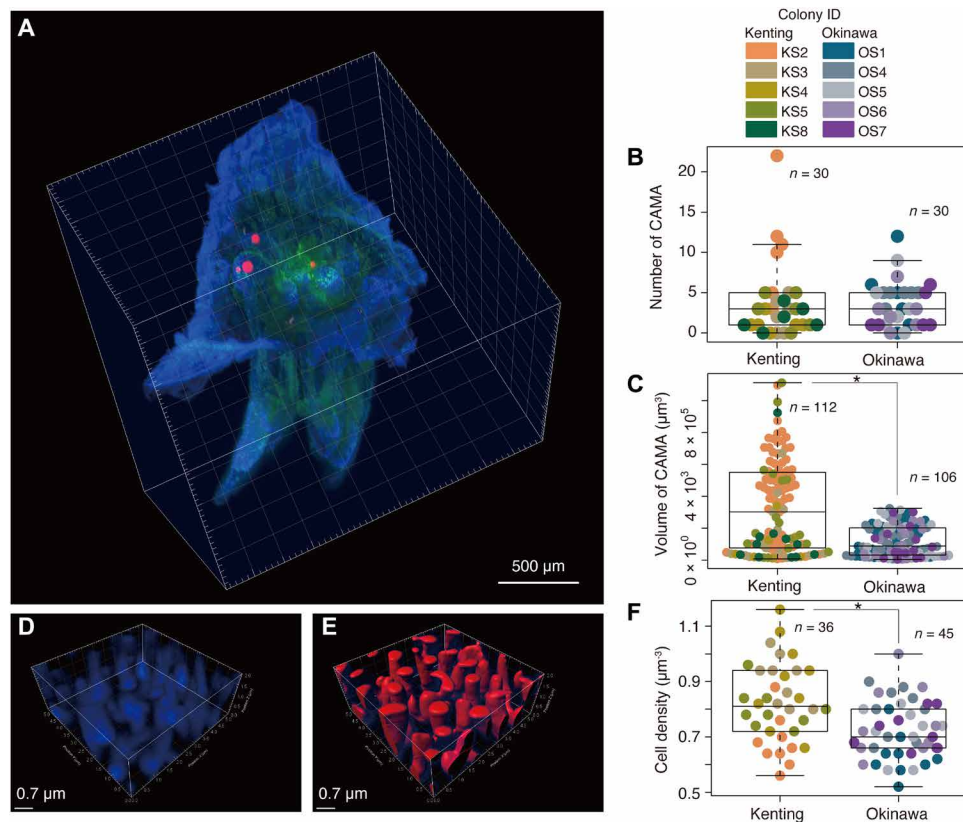 A
500 µm
D
0.7 µm
E
0.7 µm
Colony ID
Kenting Okinawa
KS2 OS1
KS3 OS4
KS4 OS5
KS5 OS6
KS8 OS7
B
Number of CAMA
20
15
10
5
0
n = 30
n = 30
Kenting Okinawa
C
Volume of CAMA (µm³)
8 × 10⁵
4 × 10³
0 × 10⁰
*
n = 112
n = 106
Kenting Okinawa
F
Cell density (µm⁻³)
1.1
0.9
0.7
0.5
*
n = 36
n = 45
Kenting Okinawa